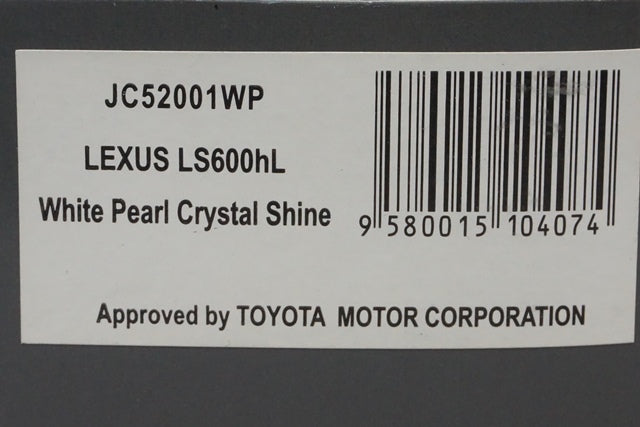 JC52001WP
LEXUS LS600hL
White Pearl Crystal Shine
9 580015 104074
Approved by TOYOTA MOTOR CORPORATION